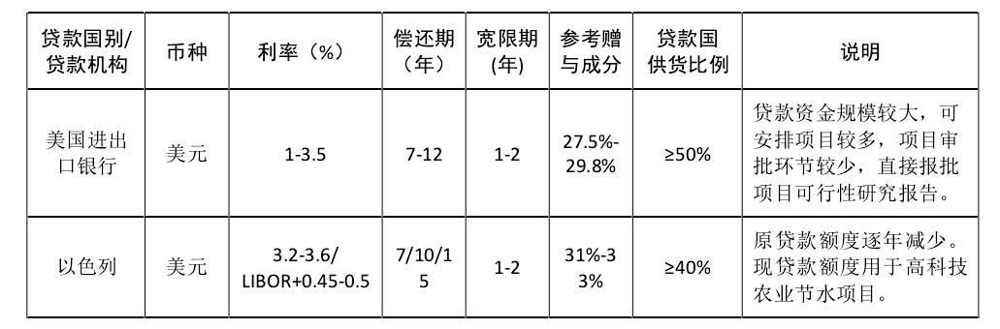 贷款国别/
贷款机构
币种
利率（%）
偿还期
（年）
宽限期
(年)
参考赠
与成分
贷款国
供货比例
说明
美国进出
口银行
美元
1-3.5
7-12
1-2
27.5%-
29.8%
≥50%
贷款资金规模较大，可
安排项目较多，项目审
批环节较少，直接报批
项目可行性研究报告。
以色列
美元
3.2-3.6/
LIBOR+0.45-0.5
7/10/1
5
1-2
31%-3
3%
≥40%
原贷款额度逐年减少。
现贷款额度用于高科技
农业节水项目。